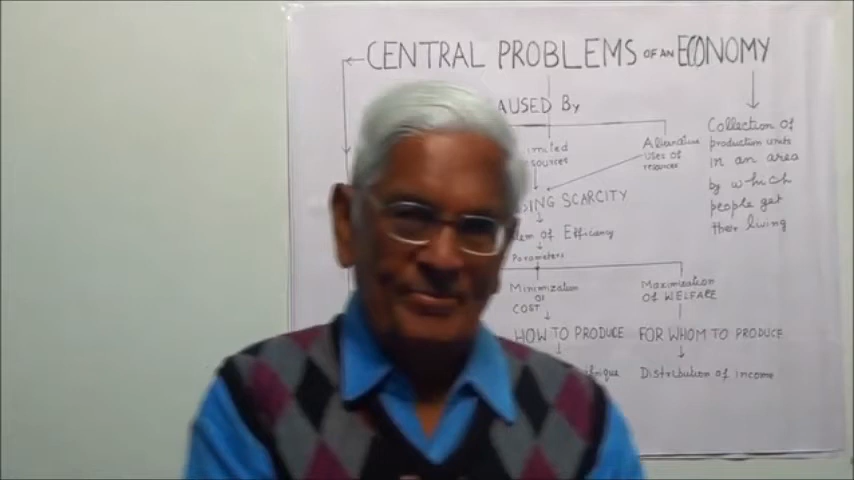 CENTRAL PROBLEMS OF AN ECONOMY
AUSED By
imited
sources
Alternative
uses of
resources
Collection of
production units
in an area
by which
people get
their living
ING SCARCITY
lem of Efficiency
Parameters
Minimization
of
COST
Maximization
of WELFARE
HOW TO PRODUCE
FOR WHOM TO PRODUCE
nique
Distribution of income